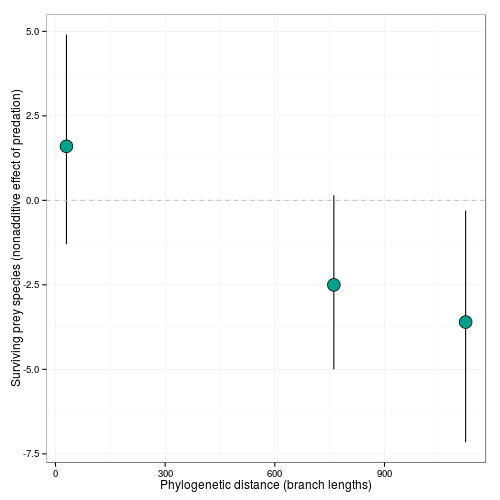 5.0
2.5
0.0
-2.5
-5.0
-7.5
Surviving prey species (nonadditive effect of predation)
0 300 600 900
Phylogenetic distance (branch lengths)